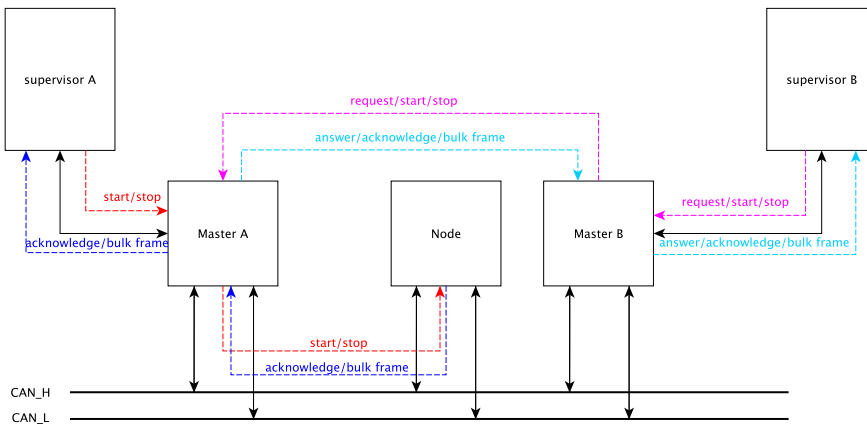 supervisor A
supervisor B
request/start/stop
answer/acknowledge/bulk frame
start/stop
request/start/stop
Master A
Node
Master B
acknowledge/bulk frame
answer/acknowledge/bulk frame
start/stop
acknowledge/bulk frame
CAN_H
CAN_L